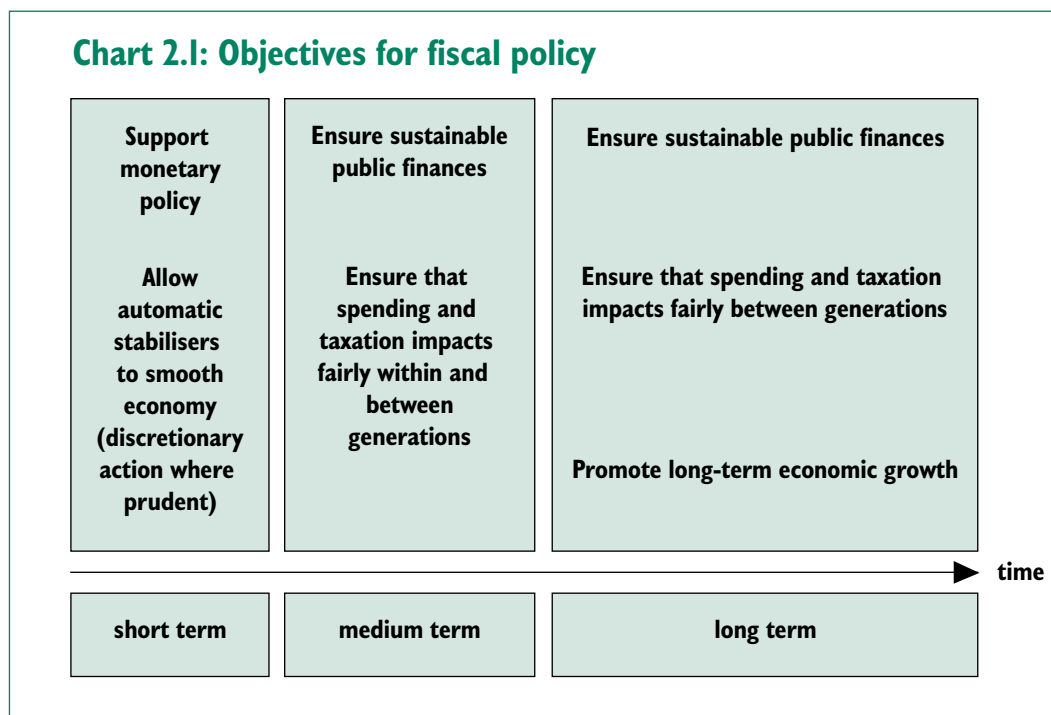 Chart 2.1: Objectives for fiscal policy
Support
monetary
policy
Allow
automatic
stabilisers
to smooth
economy
(discretionary
action where
prudent)
Ensure sustainable
public finances
Ensure that
spending and
taxation impacts
fairly within and
between
generations
Ensure sustainable public finances
Ensure that spending and taxation
impacts fairly between generations
Promote long-term economic growth
time
short term
medium term
long term